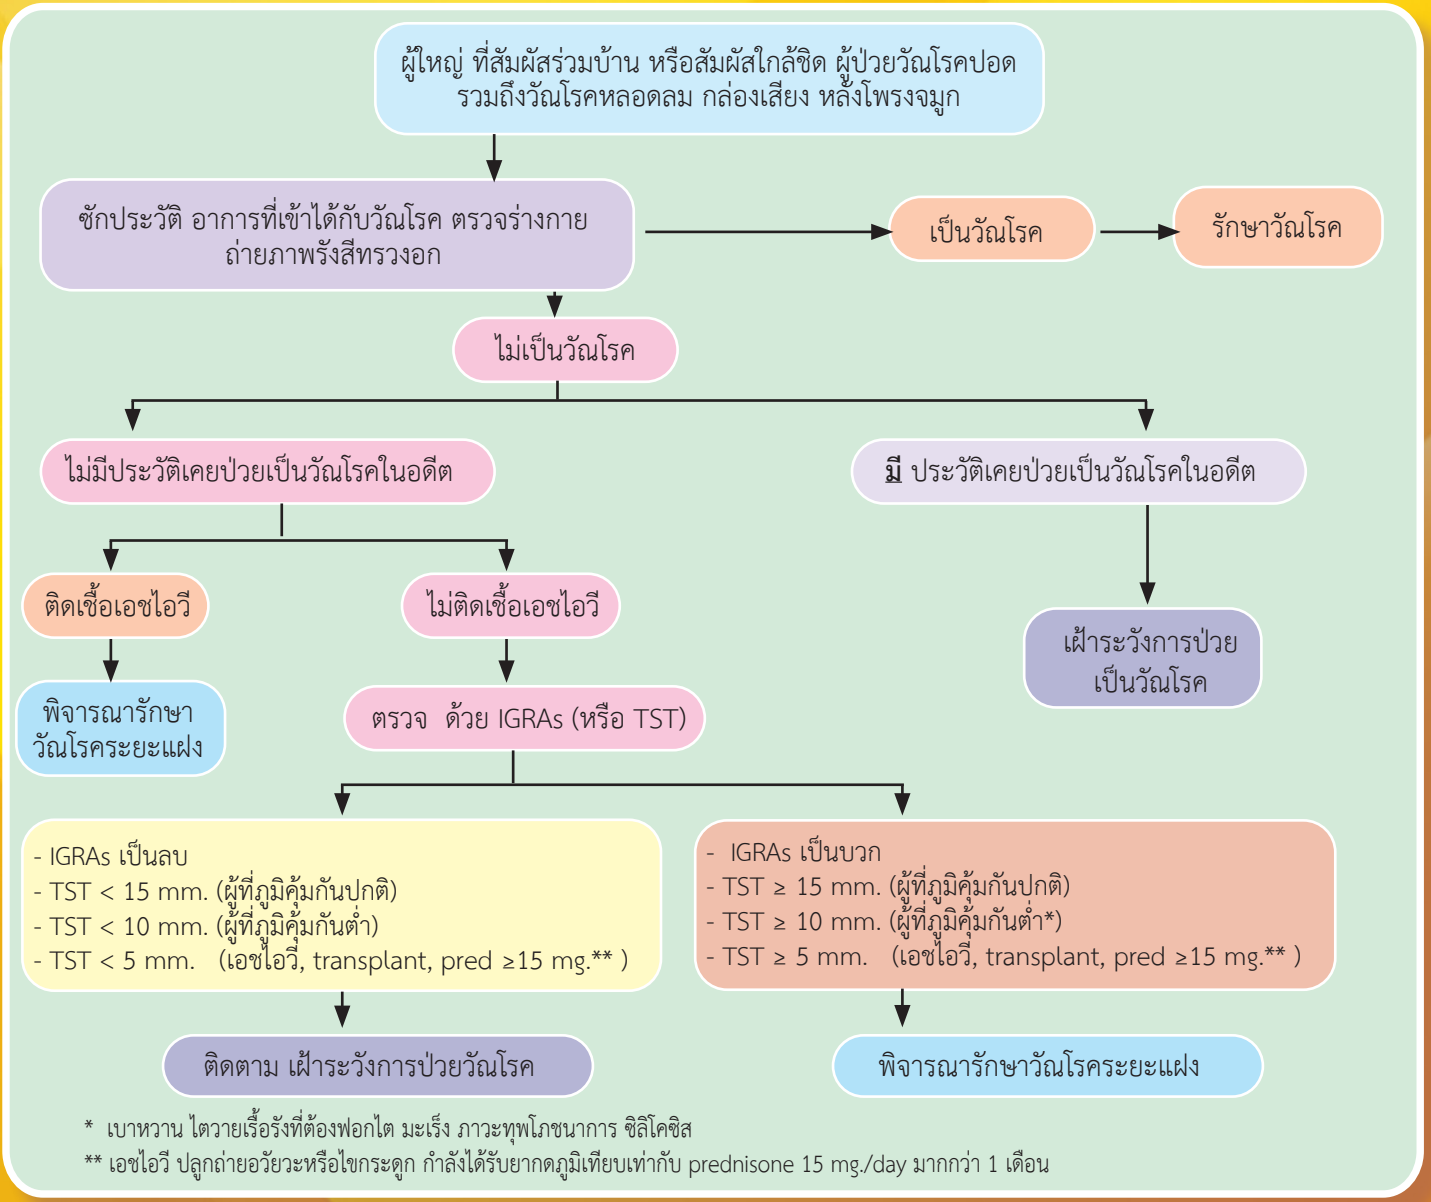 ผู้ใหญ่ ที่สัมผัสร่วมบ้าน หรือสัมผัสใกล้ชิด ผู้ป่วยวัณโรคปอด
รวมถึงวัณโรคหลอดลม กล่องเสียง หลังโพรงจมูก
ซักประวัติ อาการที่เข้าได้กับวัณโรค ตรวจร่างกาย
ถ่ายภาพรังสีทรวงอก
เป็นวัณโรค
รักษาวัณโรค
ไม่เป็นวัณโรค
ไม่มีประวัติเคยป่วยเป็นวัณโรคในอดีต
มี ประวัติเคยป่วยเป็นวัณโรคในอดีต
ติดเชื้อเอชไอวี
ไม่ติดเชื้อเอชไอวี
เฝ้าระวังการป่วย
เป็นวัณโรค
พิจารณารักษา
วัณโรคระยะแฝง
ตรวจ ด้วย IGRAs (หรือ TST)
- IGRAs เป็นลบ
- TST < 15 mm. (ผู้ที่ภูมิคุ้มกันปกติ)
- TST < 10 mm. (ผู้ที่ภูมิคุ้มกันต่ำ)
- TST < 5 mm. (เอชไอวี, transplant, pred ≥15 mg.** )
- IGRAs เป็นบวก
- TST ≥ 15 mm. (ผู้ที่ภูมิคุ้มกันปกติ)
- TST ≥ 10 mm. (ผู้ที่ภูมิคุ้มกันต่ำ*)
- TST ≥ 5 mm. (เอชไอวี, transplant, pred ≥15 mg.** )
ติดตาม เฝ้าระวังการป่วยวัณโรค
พิจารณารักษาวัณโรคระยะแฝง
* เบาหวาน ไตวายเรื้อรังที่ต้องฟอกไต มะเร็ง ภาวะทุพโภชนาการ ซิลิโคซิส
** เอชไอวี ปลูกถ่ายอวัยวะหรือไขกระดูก กำลังได้รับยากดภูมิเทียบเท่ากับ prednisone 15 mg./day มากกว่า 1 เดือน